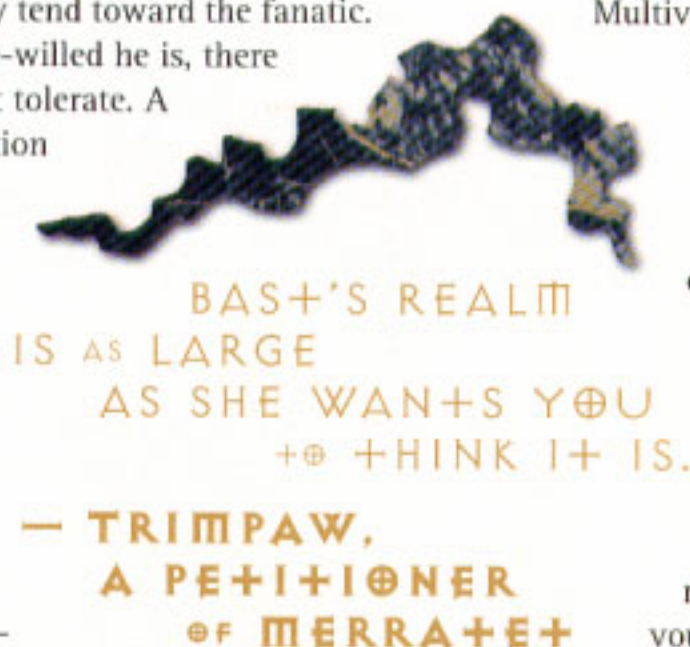 y tend toward the fanatic.
-willed he is, there
t tolerate. A
tion
Multiv
BAST'S REALM
IS AS LARGE
AS SHE WANTS YOU
TO THINK IT IS.
— TRIMPAW,
A PETITIONER
OF MERRATET
you